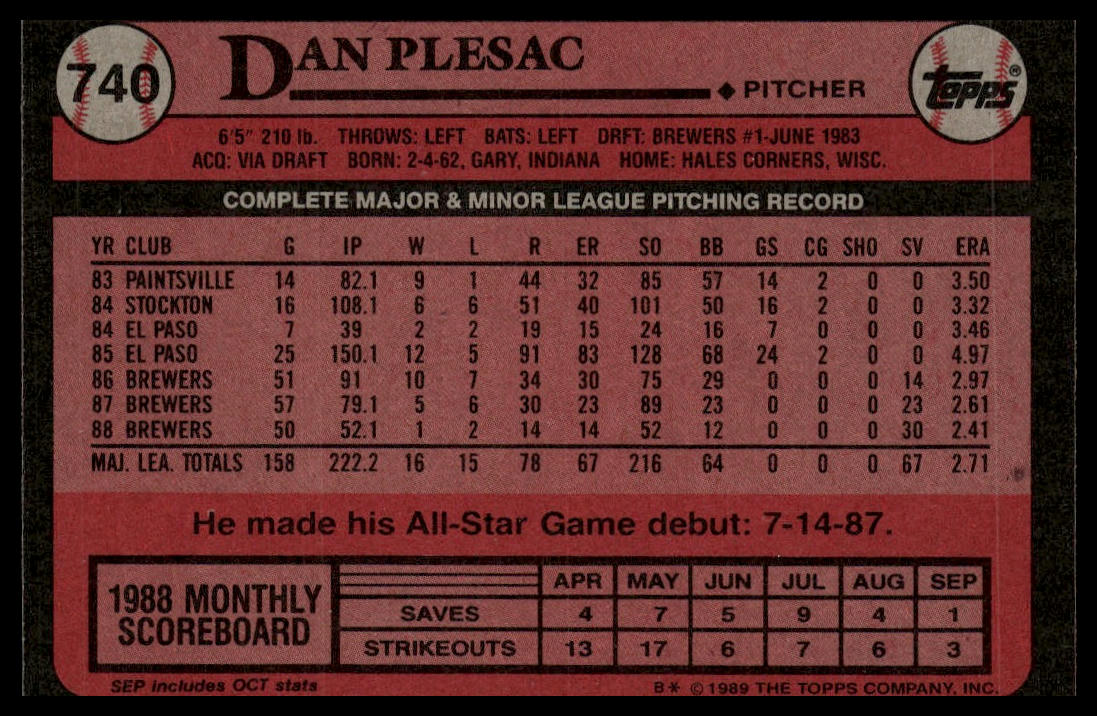 740 DAN PLESAC ◆ PITCHER TOPPS®
6'5" 210 lb. THROWS: LEFT BATS: LEFT DRFT: BREWERS #1-JUNE 1983
ACQ: VIA DRAFT BORN: 2-4-62, GARY, INDIANA HOME: HALES CORNERS, WISC.
COMPLETE MAJOR & MINOR LEAGUE PITCHING RECORD
YR CLUB G IP W L R ER SO BB GS CG SHO SV ERA
83 PAINTSVILLE 14 82.1 9 1 44 32 85 57 14 2 0 0 3.50
84 STOCKTON 16 108.1 6 6 51 40 101 50 16 2 0 0 3.32
84 EL PASO 7 39 2 2 19 15 24 16 7 0 0 0 3.46
85 EL PASO 25 150.1 12 5 91 83 128 68 24 2 0 0 4.97
86 BREWERS 51 91 10 7 34 30 75 29 0 0 0 14 2.97
87 BREWERS 57 79.1 5 6 30 23 89 23 0 0 0 23 2.61
88 BREWERS 50 52.1 1 2 14 14 52 12 0 0 0 30 2.41
MAJ. LEA. TOTALS 158 222.2 16 15 78 67 216 64 0 0 0 67 2.71
He made his All-Star Game debut: 7-14-87.
1988 MONTHLY
SCOREBOARD
APR MAY JUN JUL AUG SEP
SAVES 4 7 5 9 4 1
STRIKEOUTS 13 17 6 7 6 3
SEP includes OCT stats B* © 1989 THE TOPPS COMPANY, INC.